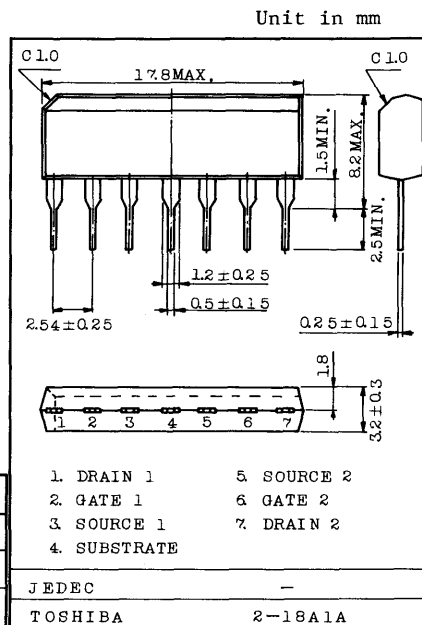 Unit in mm
C1.0
17.8MAX.
C1.0
1.5MIN.
8.2MAX.
2.5MIN.
1.2±0.25
0.5±0.15
2.54±0.25
0.25±0.15
1.8
3.2±0.3
1 2 3 4 5 6 7
1. DRAIN 1
2. GATE 1
3. SOURCE 1
4. SUBSTRATE
5. SOURCE 2
6. GATE 2
7. DRAIN 2
JEDEC —
TOSHIBA 2-18A1A